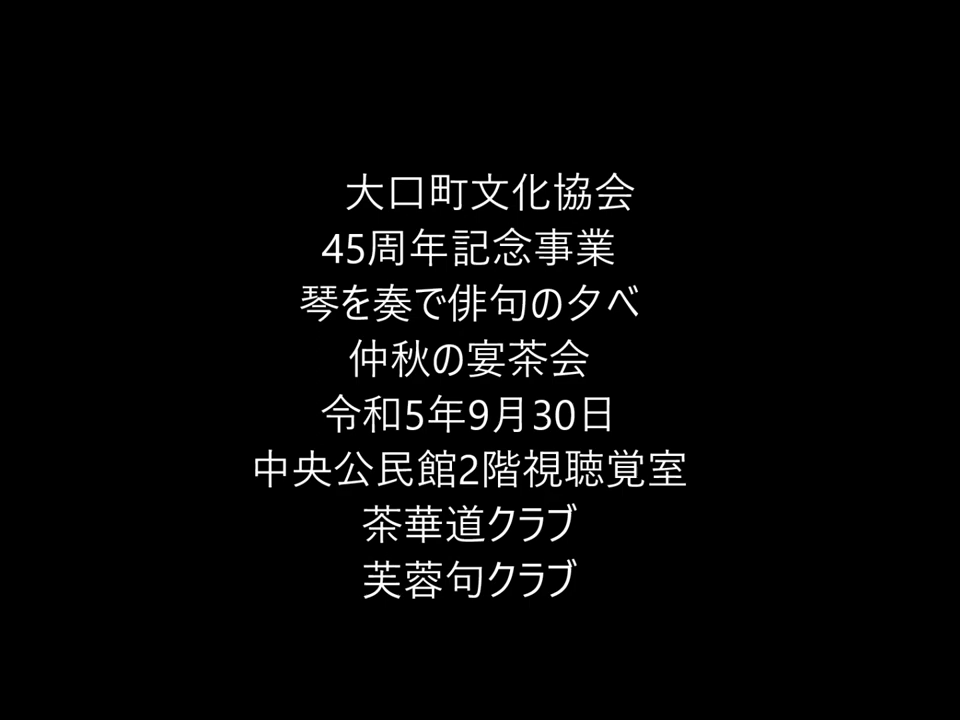 大口町文化協会
45周年記念事業
琴を奏で俳句の夕べ
仲秋の宴茶会
令和5年9月30日
中央公民館2階視聴覚室
茶華道クラブ
芙蓉句クラブ